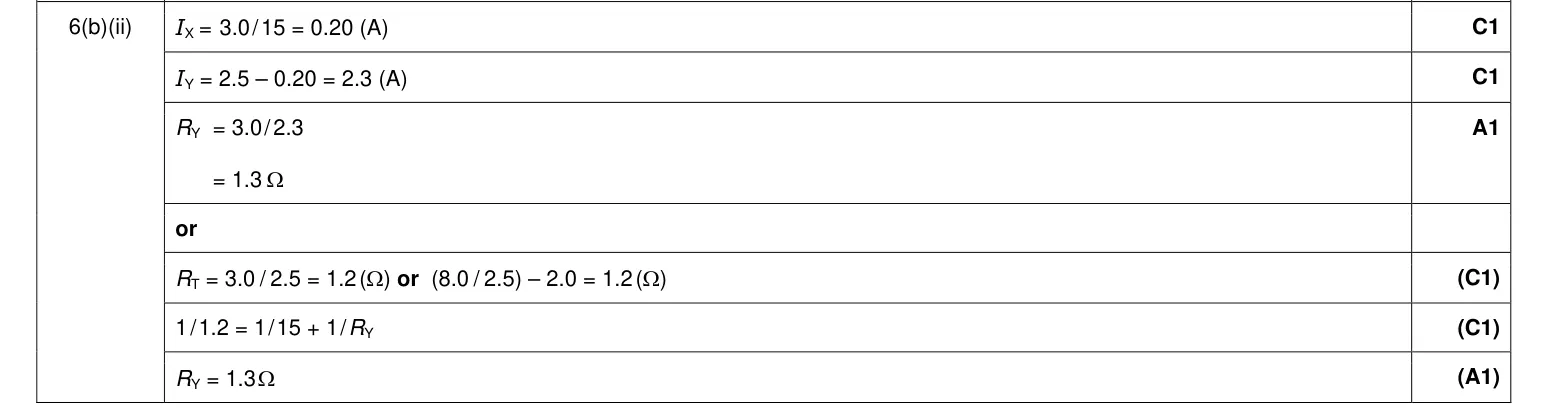 6(b)(ii) I_X = 3.0/15 = 0.20 (A) C1
I_Y = 2.5 – 0.20 = 2.3 (A) C1
R_Y = 3.0/2.3 A1
= 1.3 Ω
or
R_T = 3.0/2.5 = 1.2(Ω) or (8.0/2.5) – 2.0 = 1.2(Ω) (C1)
1/1.2 = 1/15 + 1/R_Y (C1)
R_Y = 1.3Ω (A1)